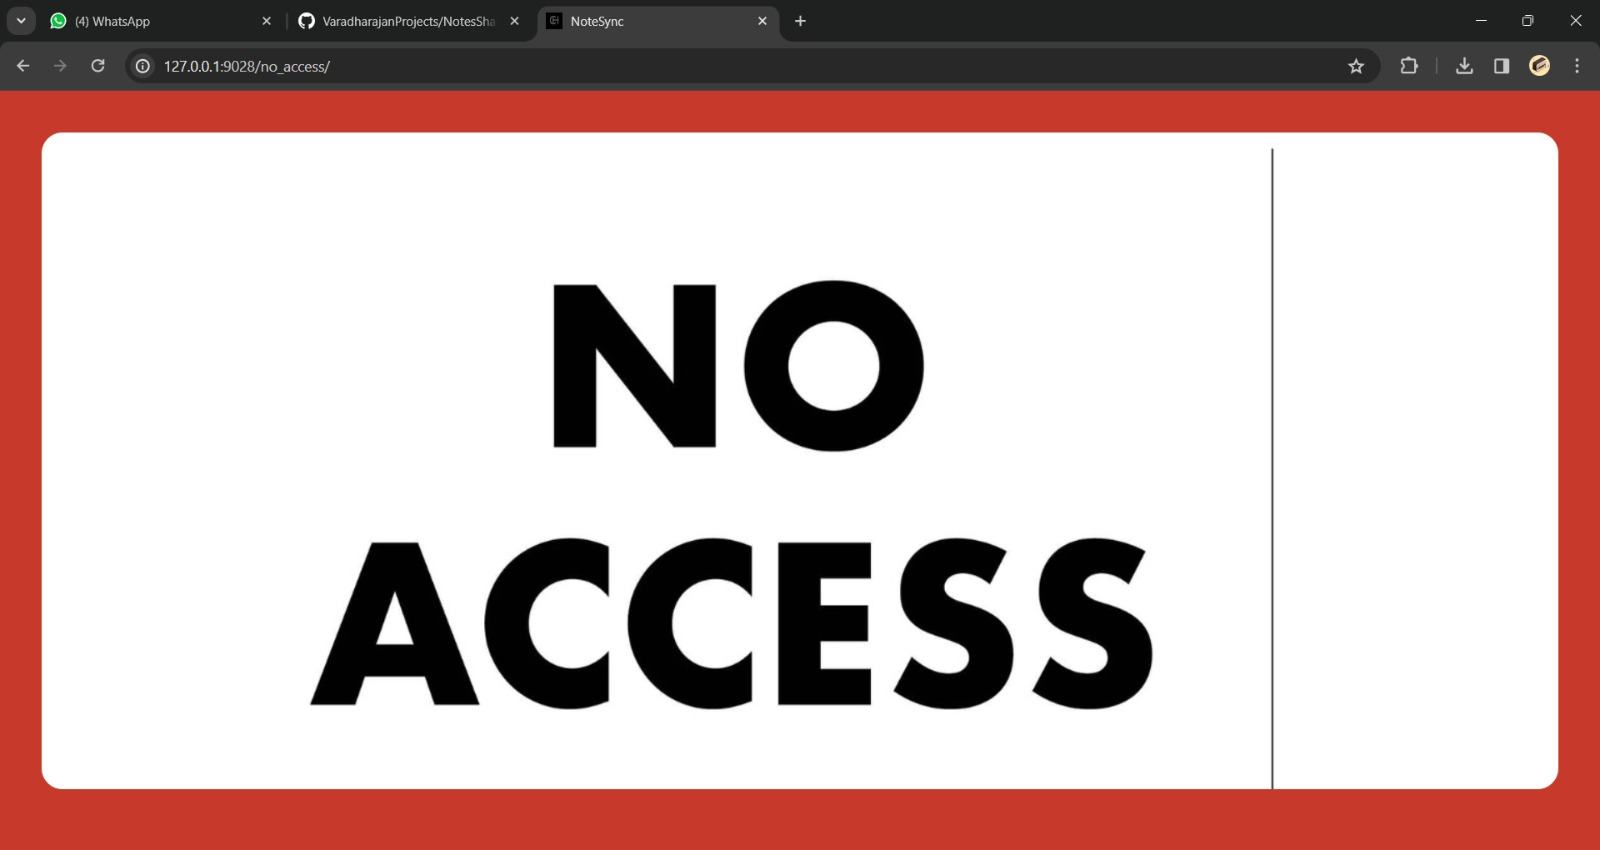 (4) WhatsApp
VaradharajanProjects/NotesSha
NoteSync
127.0.0.1:9028/no_access/
NO
ACCESS